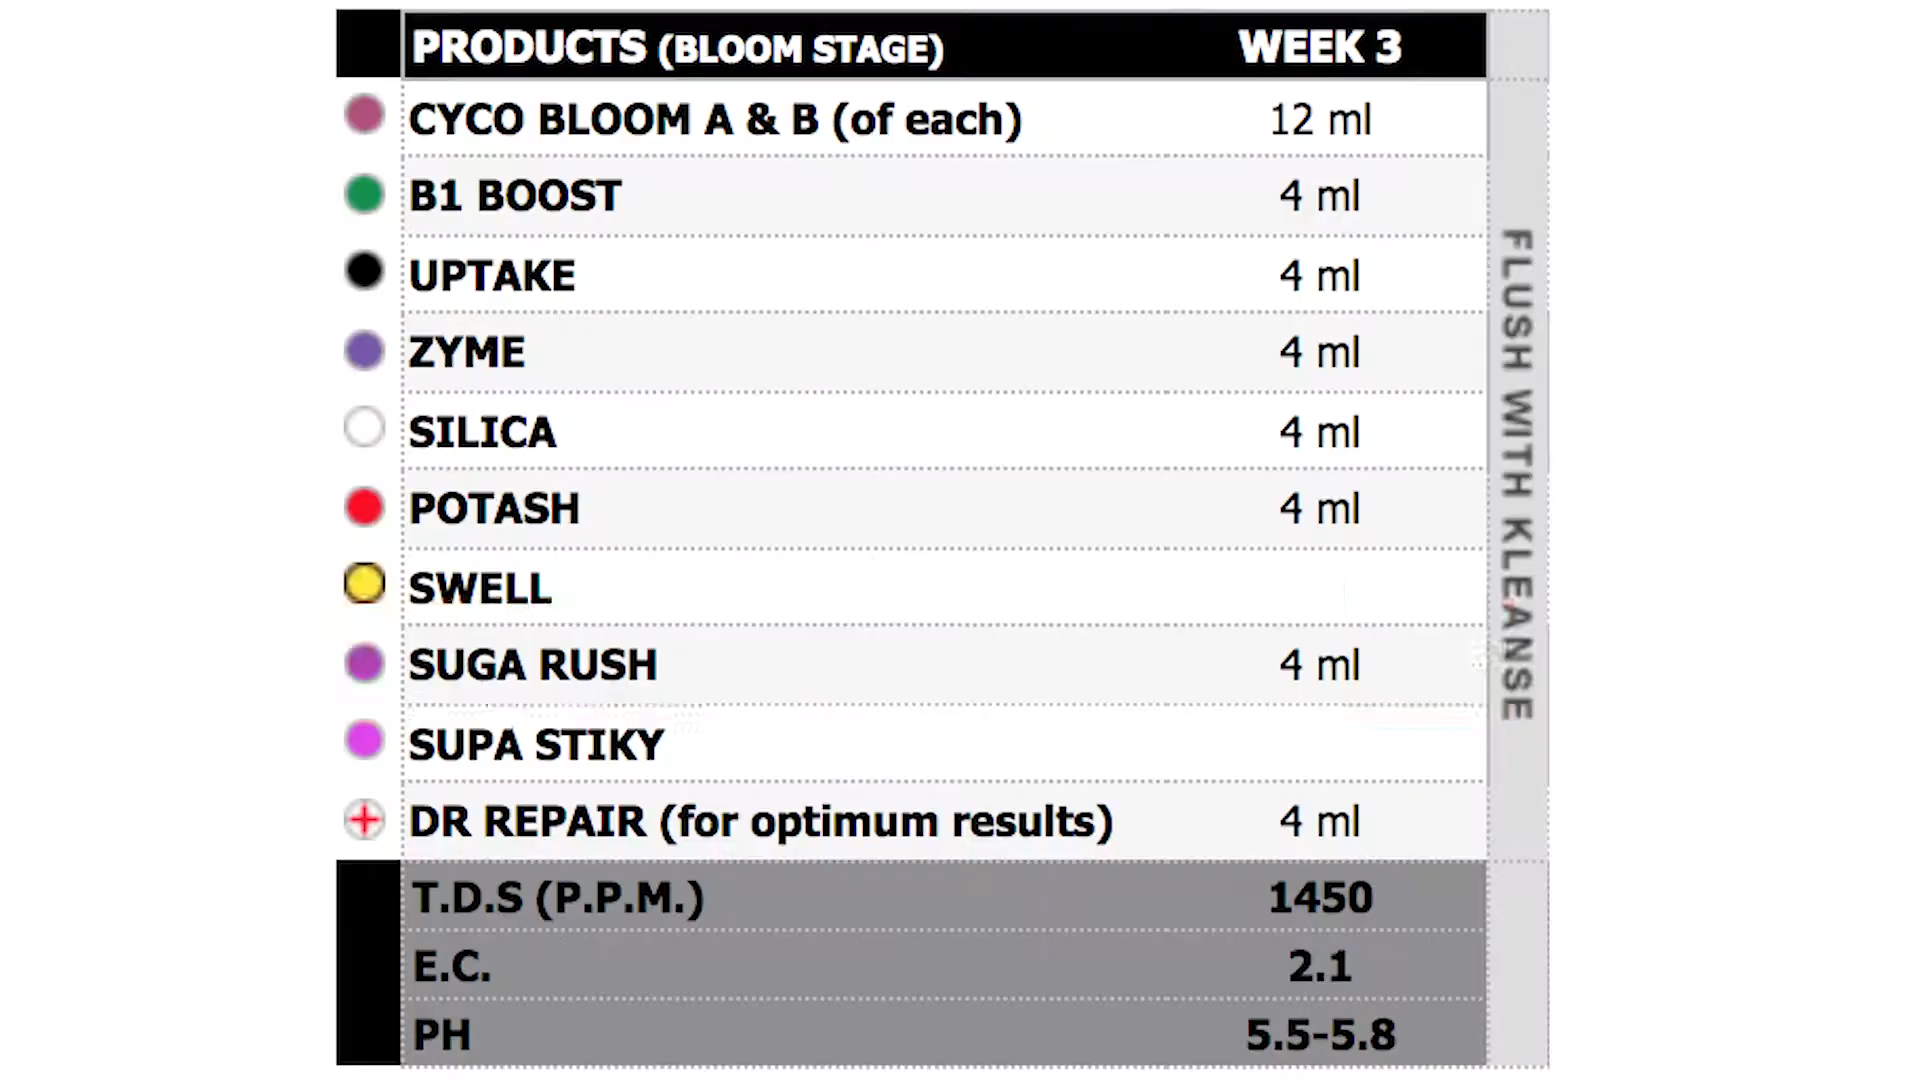 PRODUCTS (BLOOM STAGE) WEEK 3
CYCO BLOOM A & B (of each) 12 ml
B1 BOOST 4 ml
UPTAKE 4 ml
ZYME 4 ml
SILICA 4 ml
POTASH 4 ml
SWELL
SUGA RUSH 4 ml
SUPA STIKY
DR REPAIR (for optimum results) 4 ml
T.D.S (P.P.M.) 1450
E.C. 2.1
PH 5.5-5.8
FLUSH WITH KLEANSE